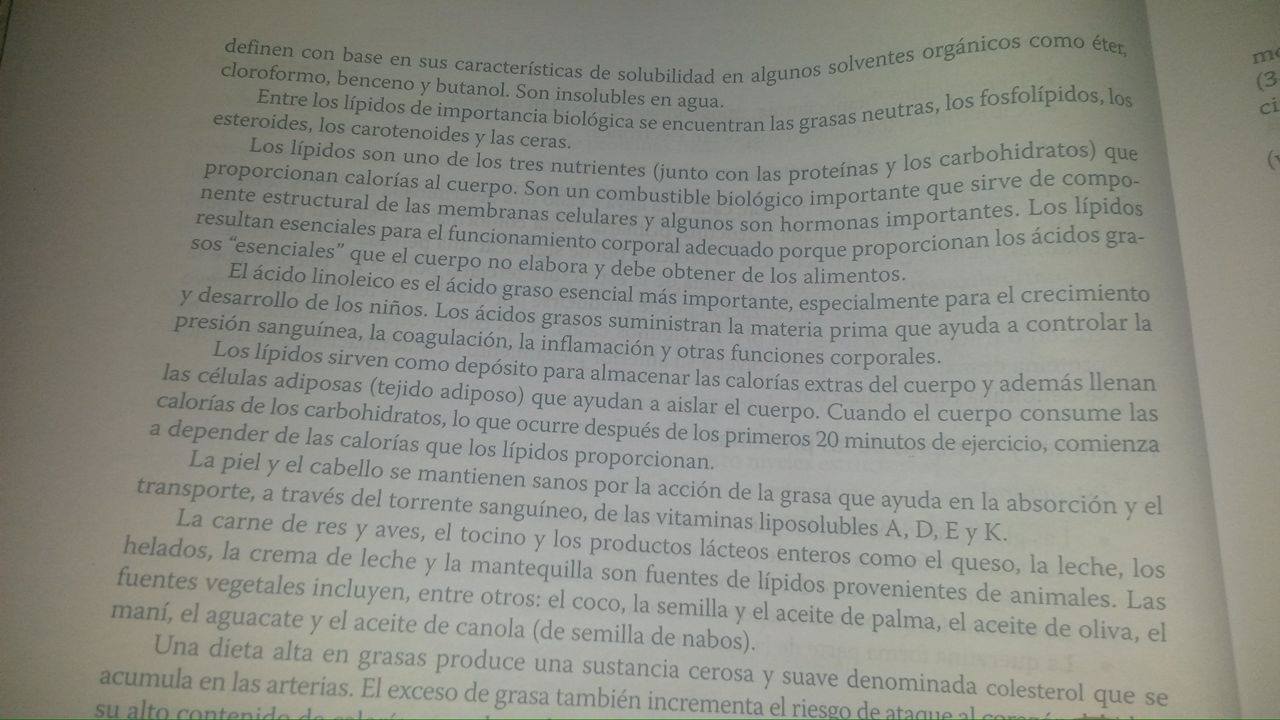 definen con base en sus características de solubilidad en algunos solventes orgánicos como éter,
cloroformo, benceno y butanol. Son insolubles en agua.
Entre los lípidos de importancia biológica se encuentran las grasas neutras, los fosfolípidos, los
esteroides, los carotenoides y las ceras.
Los lípidos son uno de los tres nutrientes (junto con las proteínas y los carbohidratos) que
proporcionan calorías al cuerpo. Son un combustible biológico importante que sirve de compo-
nente estructural de las membranas celulares y algunos son hormonas importantes. Los lípidos
resultan esenciales para el funcionamiento corporal adecuado porque proporcionan los ácidos gra-
sos “esenciales” que el cuerpo no elabora y debe obtener de los alimentos.
El ácido linoleico es el ácido graso esencial más importante, especialmente para el crecimiento
y desarrollo de los niños. Los ácidos grasos suministran la materia prima que ayuda a controlar la
presión sanguínea, la coagulación, la inflamación y otras funciones corporales.
Los lípidos sirven como depósito para almacenar las calorías extras del cuerpo y además llenan
las células adiposas (tejido adiposo) que ayudan a aislar el cuerpo. Cuando el cuerpo consume las
calorías de los carbohidratos, lo que ocurre después de los primeros 20 minutos de ejercicio, comienza
a depender de las calorías que los lípidos proporcionan.
La piel y el cabello se mantienen sanos por la acción de la grasa que ayuda en la absorción y el
transporte, a través del torrente sanguíneo, de las vitaminas liposolubles A, D, E y K.
La carne de res y aves, el tocino y los productos lácteos enteros como el queso, la leche, los
helados, la crema de leche y la mantequilla son fuentes de lípidos provenientes de animales. Las
fuentes vegetales incluyen, entre otros: el coco, la semilla y el aceite de palma, el aceite de oliva, el
maní, el aguacate y el aceite de canola (de semilla de nabos).
Una dieta alta en grasas produce una sustancia cerosa y suave denominada colesterol que se
acumula en las arterias. El exceso de grasa también incrementa el riesgo de ataque al
su alto contenido de